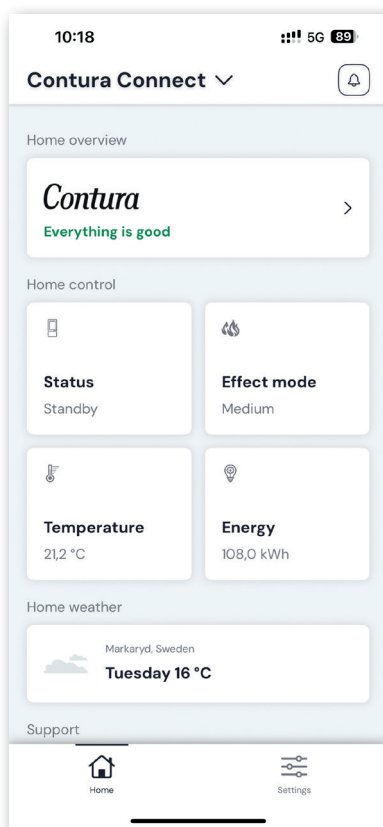 10:18 5G 89
Contura Connect
Home overview
Contura
Everything is good
Home control
Status
Standby
Effect mode
Medium
Temperature
21,2 °C
Energy
108,0 kWh
Home weather
Markaryd, Sweden
Tuesday 16 °C
Support
Home
Settings